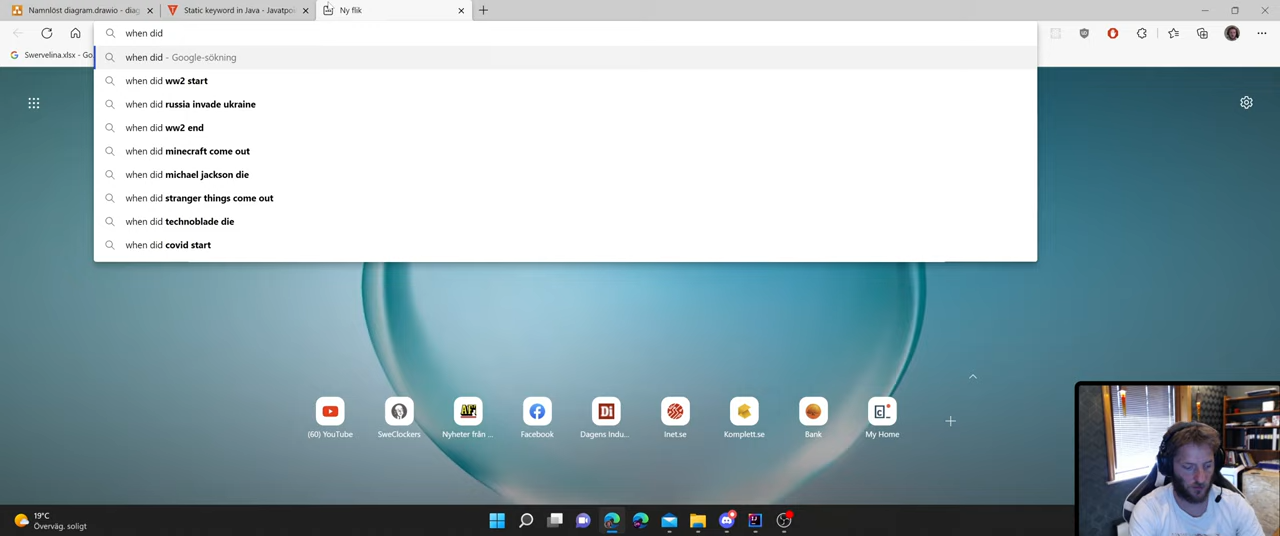 Namnlöst diagram.drawio - diag
Static keyword in Java - Javatpoi
Ny flik
when did
Swervelina.xlsx - Go
when did - Google-sökning
when did ww2 start
when did russia invade ukraine
when did ww2 end
when did minecraft come out
when did michael jackson die
when did stranger things come out
when did technoblade die
when did covid start
(60) YouTube
SweClockers
Nyheter från ...
Facebook
Dagens Indu...
Inet.se
Komplett.se
Bank
My Home
19°C
Överväg. soligt